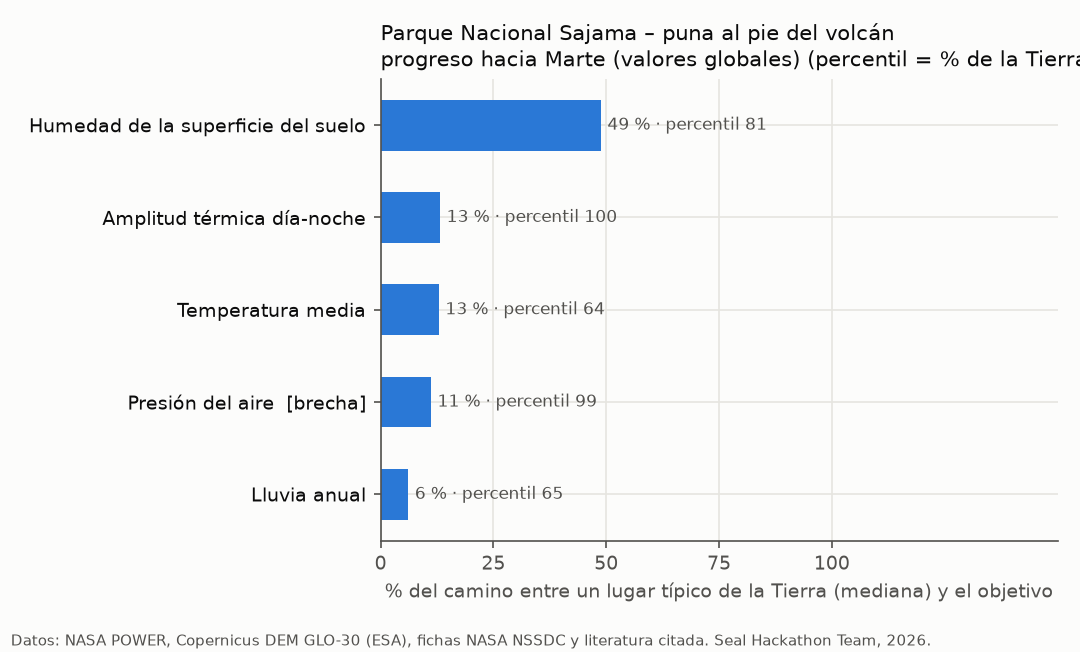 Parque Nacional Sajama – puna al pie del volcán
progreso hacia Marte (valores globales) (percentil = % de la Tierra
Humedad de la superficie del suelo
49 % · percentil 81
Amplitud térmica día-noche
13 % · percentil 100
Temperatura media
13 % · percentil 64
Presión del aire [brecha]
11 % · percentil 99
Lluvia anual
6 % · percentil 65
0 25 50 75 100
% del camino entre un lugar típico de la Tierra (mediana) y el objetivo
Datos: NASA POWER, Copernicus DEM GLO-30 (ESA), fichas NASA NSSDC y literatura citada. Seal Hackathon Team, 2026.